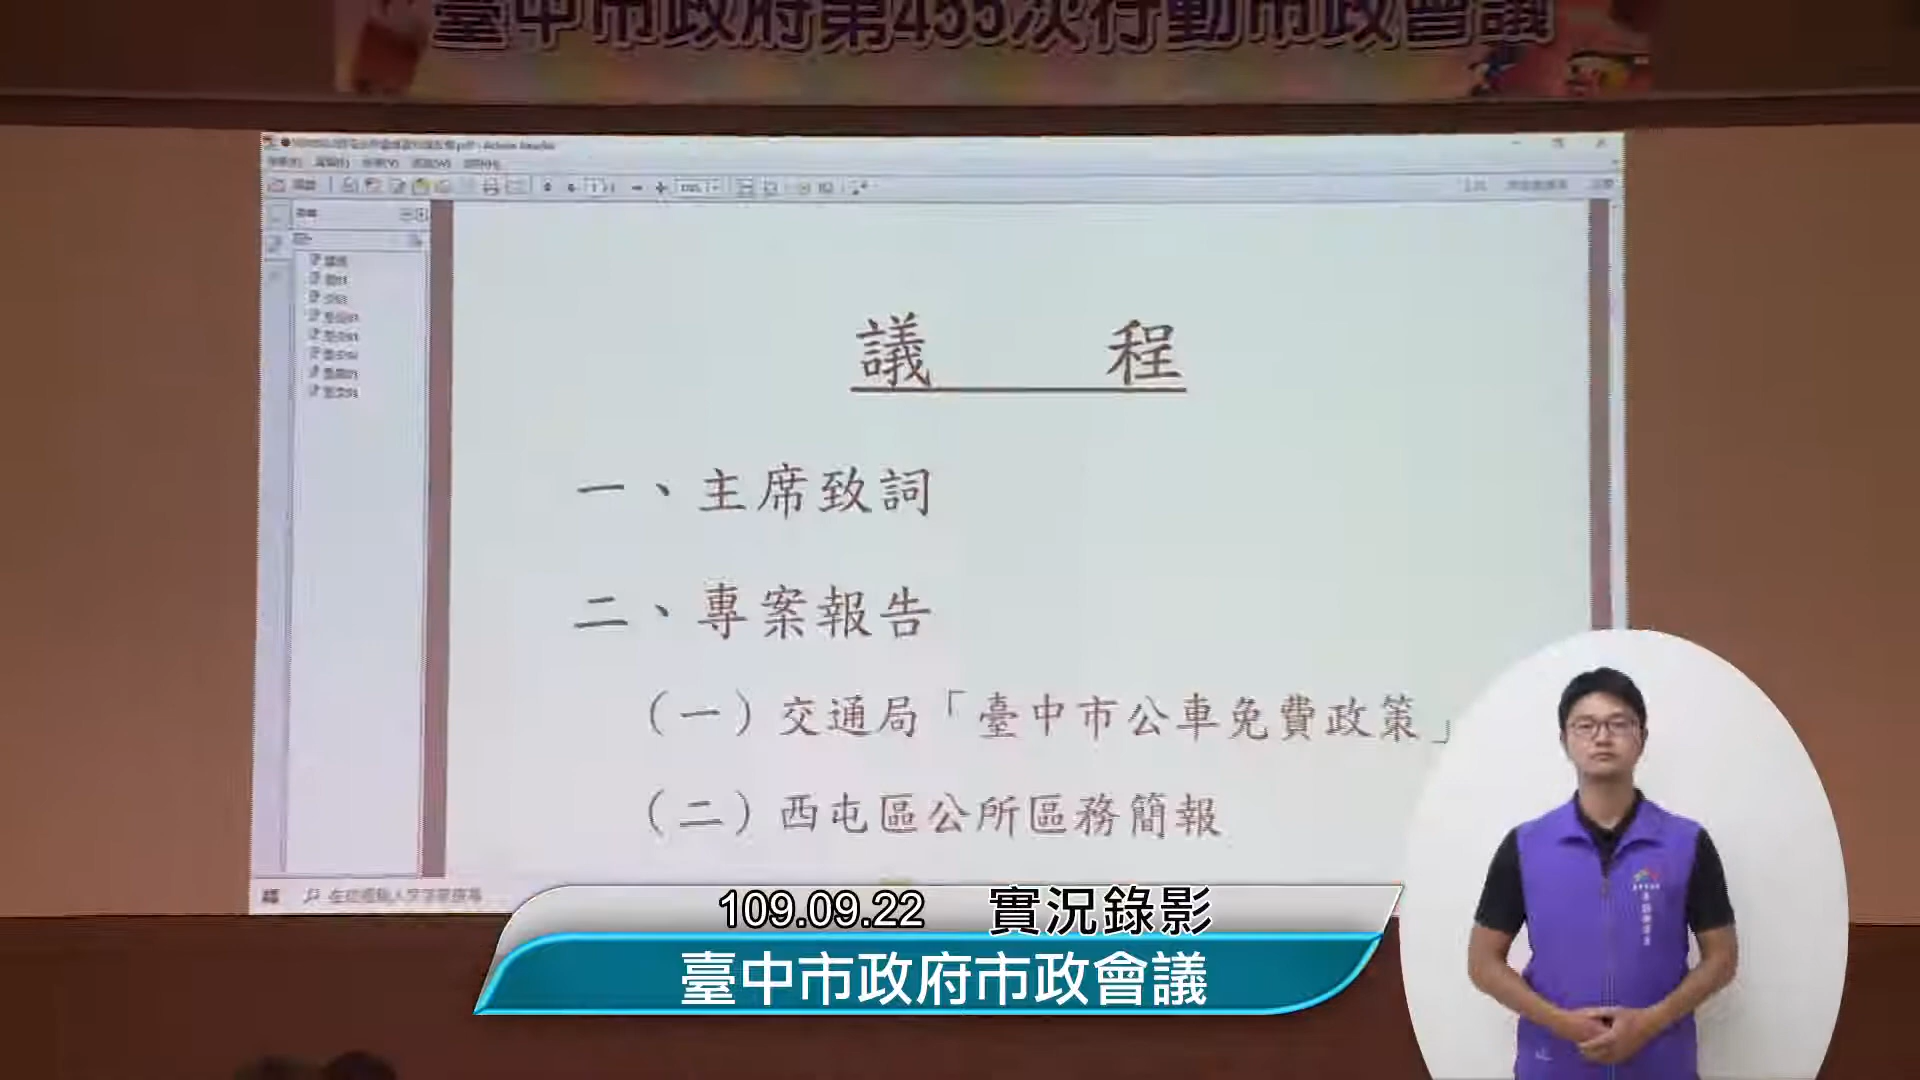 臺中市政府第455次行動市政會議
議 程
一、主席致詞
二、專案報告
（一）交通局「臺中市公車免費政策」
（二）西屯區公所區務簡報
109.09.22 實況錄影
臺中市政府市政會議